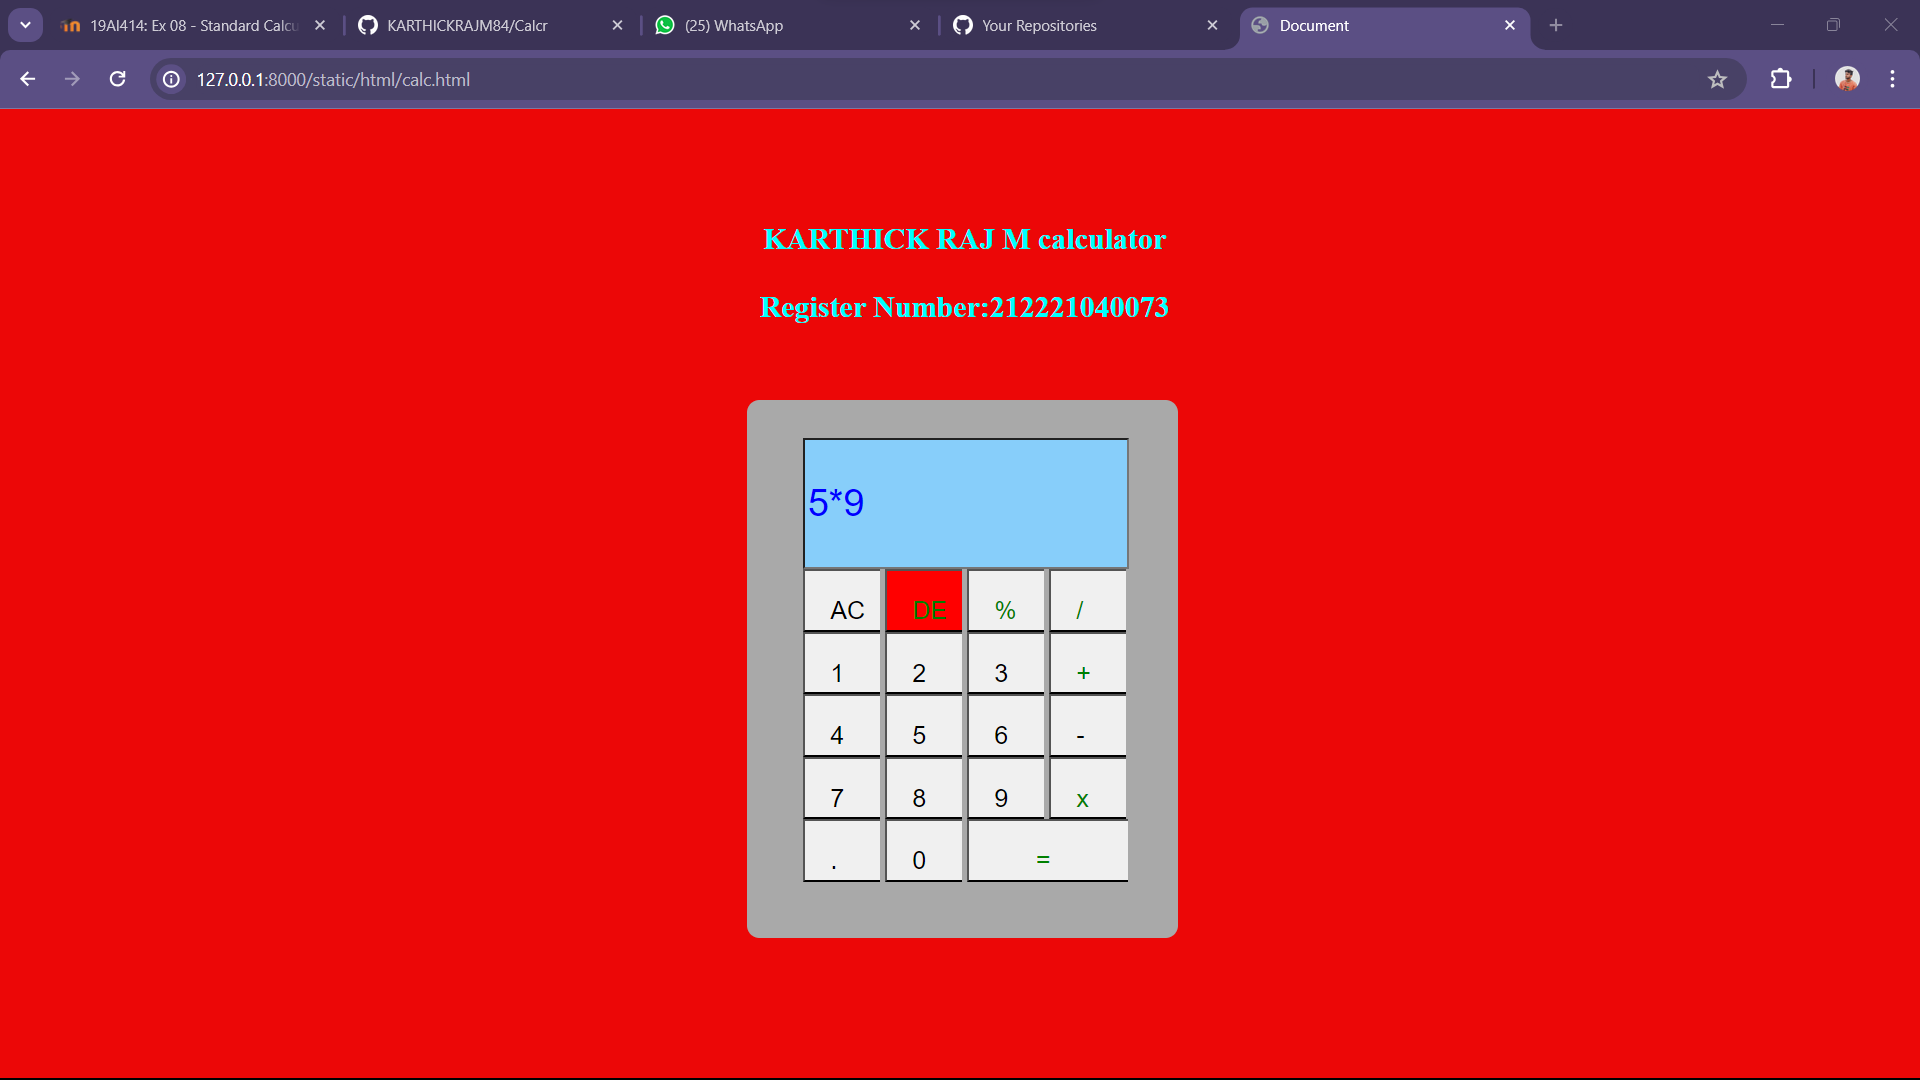 19AI414: Ex 08 - Standard Calcu
KARTHICKRAJM84/Calcr
(25) WhatsApp
Your Repositories
Document
127.0.0.1:8000/static/html/calc.html
KARTHICK RAJ M calculator
Register Number:212221040073
5*9
AC DE % /
1 2 3 +
4 5 6 -
7 8 9 x
. 0 =